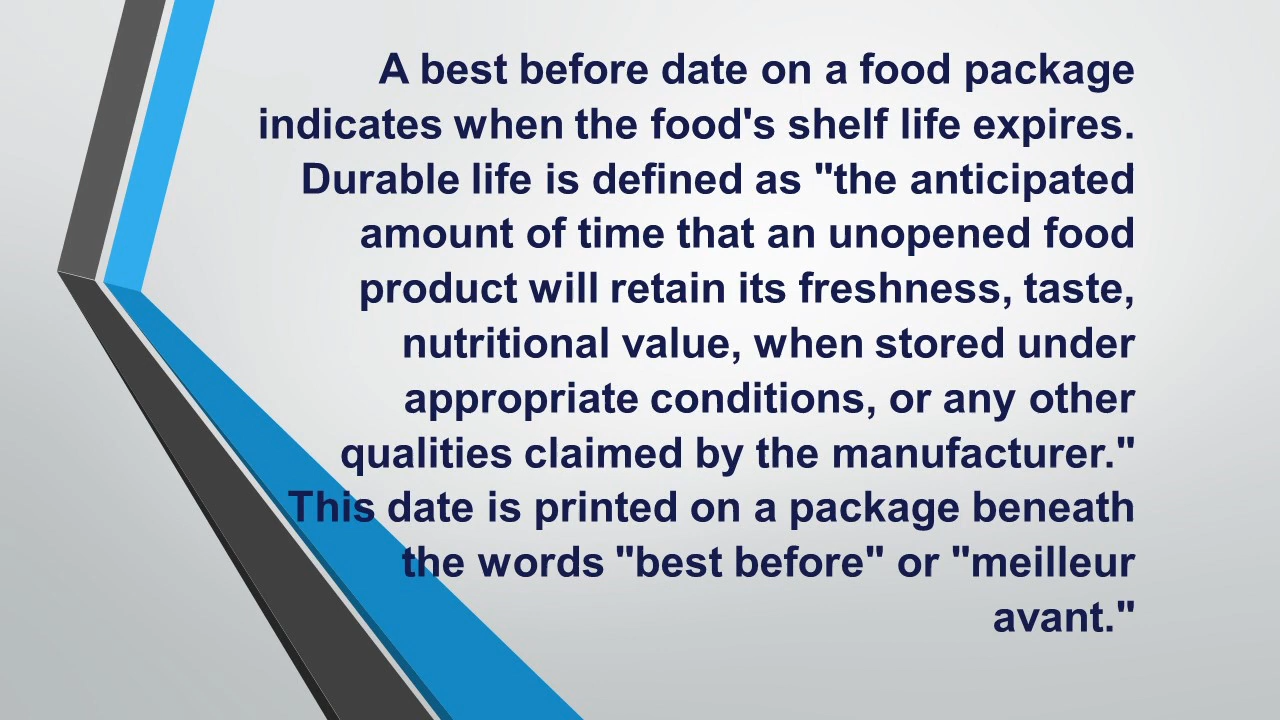 A best before date on a food package
indicates when the food's shelf life expires.
Durable life is defined as "the anticipated
amount of time that an unopened food
product will retain its freshness, taste,
nutritional value, when stored under
appropriate conditions, or any other
qualities claimed by the manufacturer."
This date is printed on a package beneath
the words "best before" or "meilleur
avant."